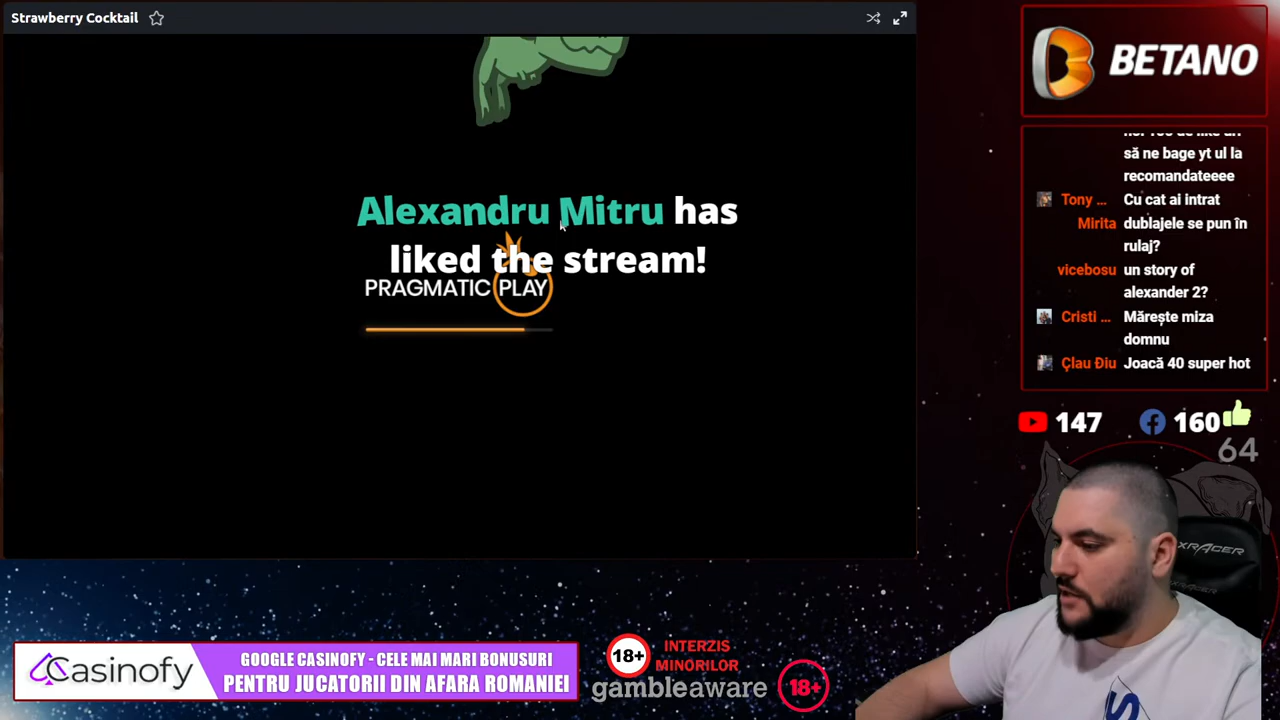 Strawberry Cocktail
BETANO
să ne bage yt ul la
recomandateeee
Tony ... Cu cat ai intrat
Mirita dublajele se pun în
rulaj?
vicebosu un story of
alexander 2?
Cristi ... Mărește miza
domnu
Çlau Điu Joacă 40 super hot
Alexandru Mitru has
liked the stream!
PRAGMATIC PLAY
147 160
64
XRACER
Casinofy
GOOGLE CASINOFY - CELE MAI MARI BONUSURI
PENTRU JUCATORII DIN AFARA ROMANIEI
18+ INTERZIS
MINORILOR
gambleaware 18+